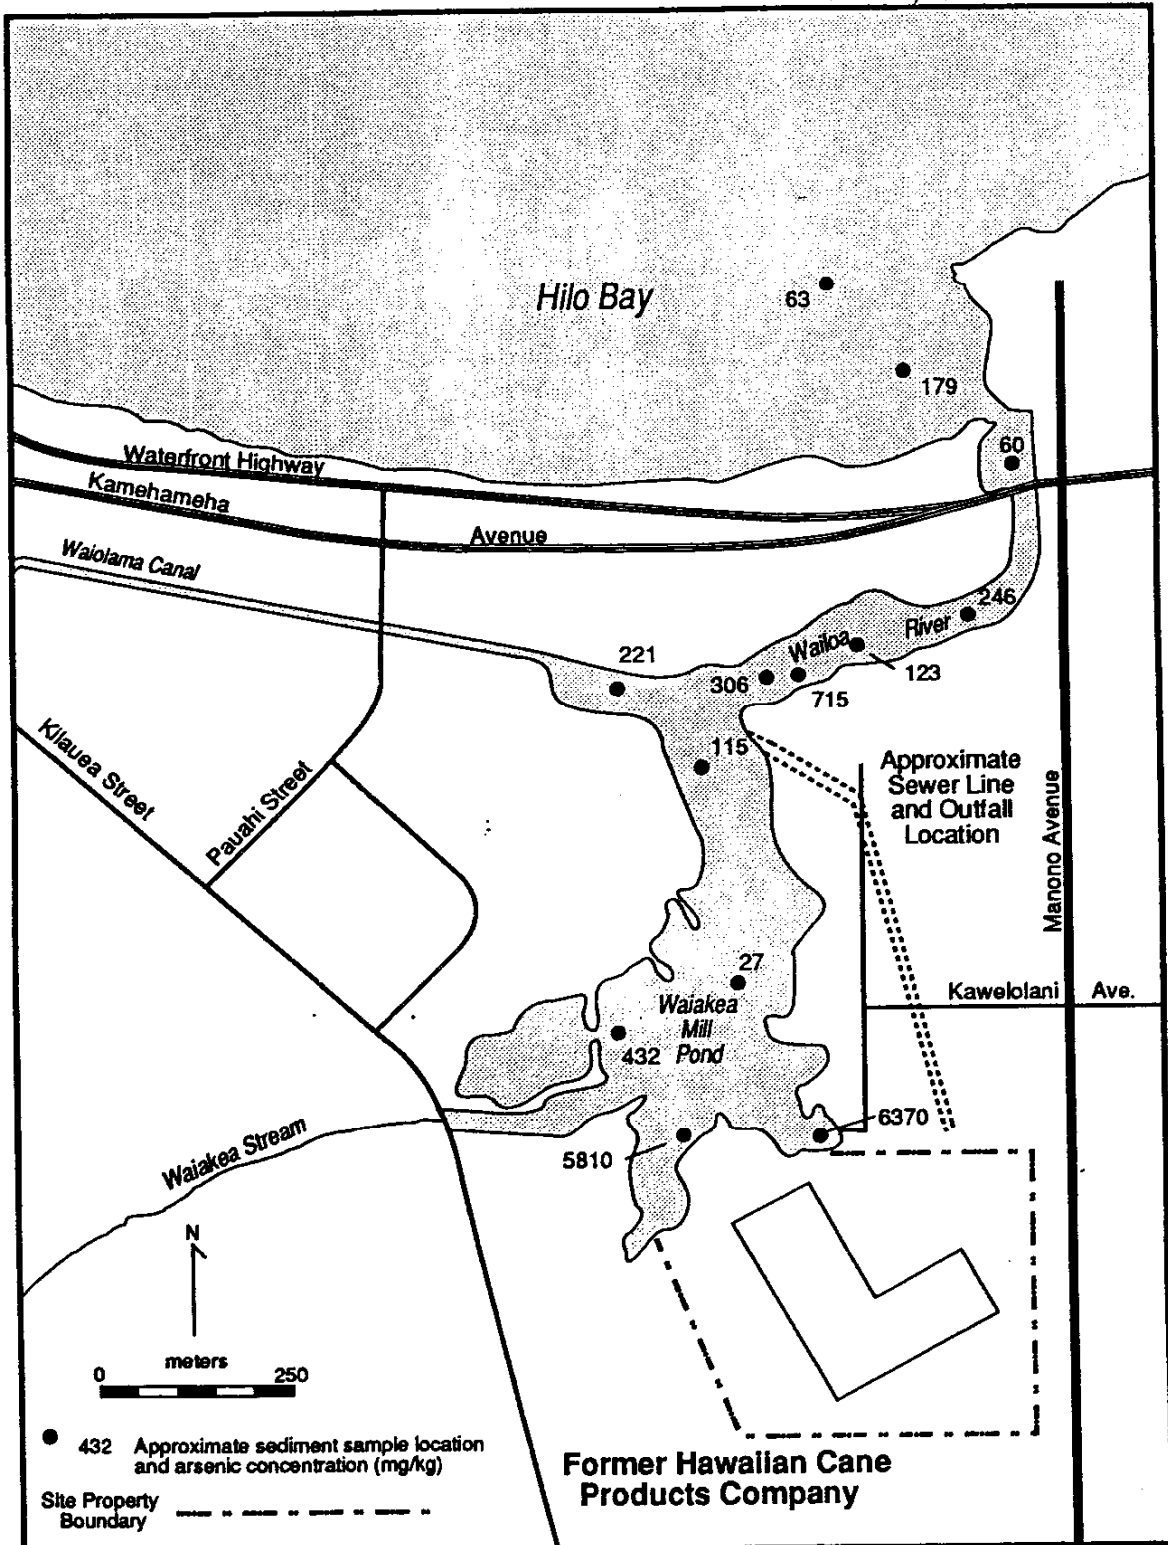 Hilo Bay
63
179
60
Waterfront Highway
Kamehameha
Avenue
Waiolama Canal
246
River
Wailoa
221
123
306
715
115
Approximate
Sewer Line
and Outfall
Location
Kilauea Street
Pauahi Street
Manono Avenue
27
Kawelolani Ave.
Waiakea
Mill
Pond
432
6370
5810
Waiakea Stream
N
meters
0 250
432 Approximate sediment sample location
and arsenic concentration (mg/kg)
Site Property
Boundary
Former Hawaiian Cane
Products Company